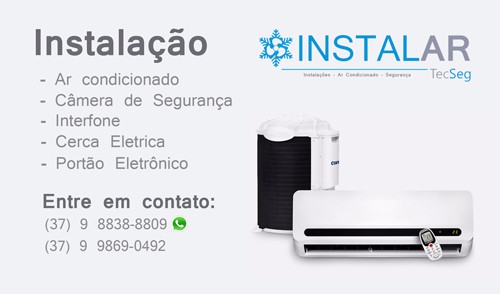 Instalação
- Ar condicionado
- Câmera de Segurança
- Interfone
- Cerca Eletrica
- Portão Eletrônico
Entre em contato:
(37) 9 8838-8809
(37) 9 9869-0492
INSTALAR
Instalações - Ar Condicionado - Segurança
TecSeg